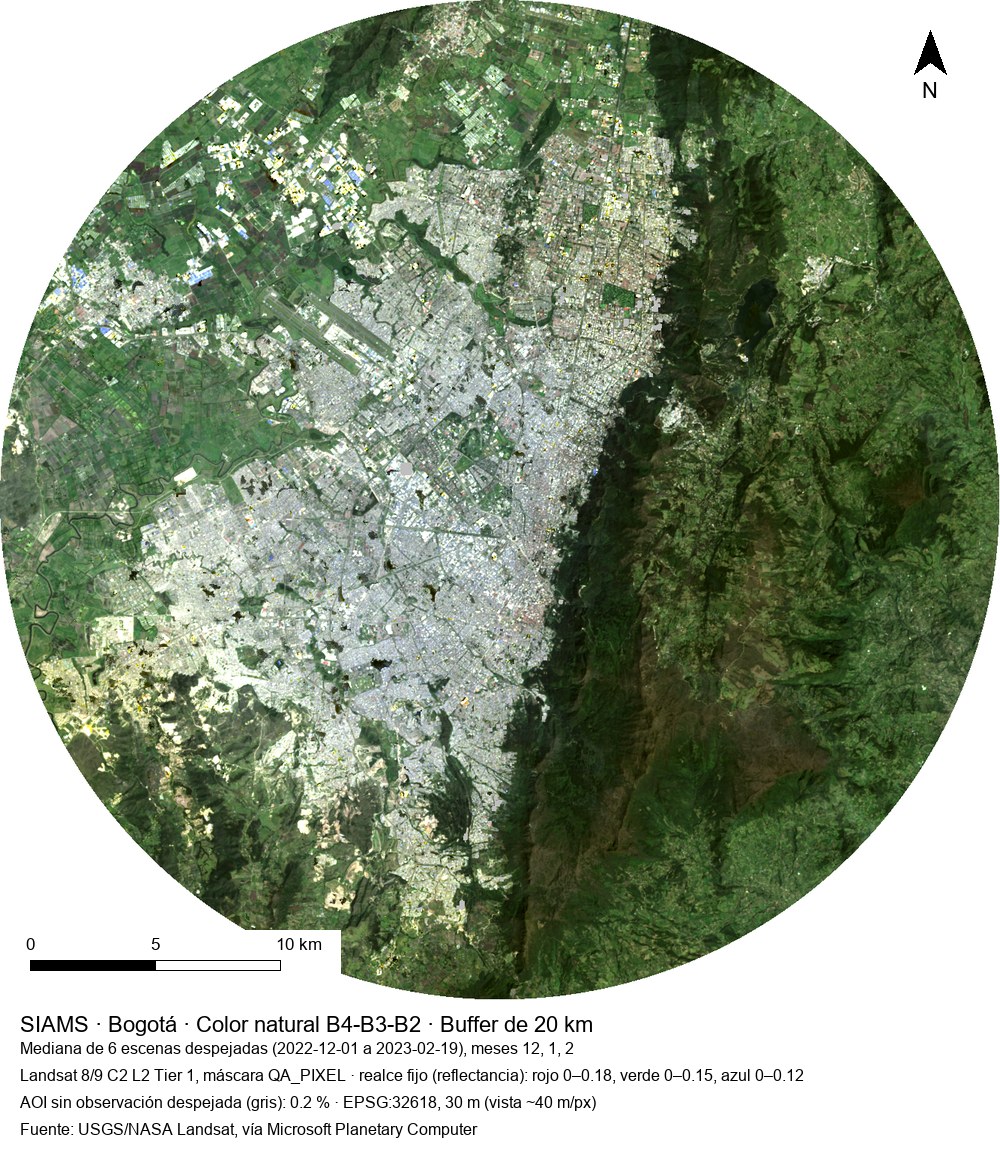 N
0 5 10 km
SIAMS · Bogotá · Color natural B4-B3-B2 · Buffer de 20 km
Mediana de 6 escenas despejadas (2022-12-01 a 2023-02-19), meses 12, 1, 2
Landsat 8/9 C2 L2 Tier 1, máscara QA_PIXEL · realce fijo (reflectancia): rojo 0–0.18, verde 0–0.15, azul 0–0.12
AOI sin observación despejada (gris): 0.2 % · EPSG:32618, 30 m (vista ~40 m/px)
Fuente: USGS/NASA Landsat, vía Microsoft Planetary Computer